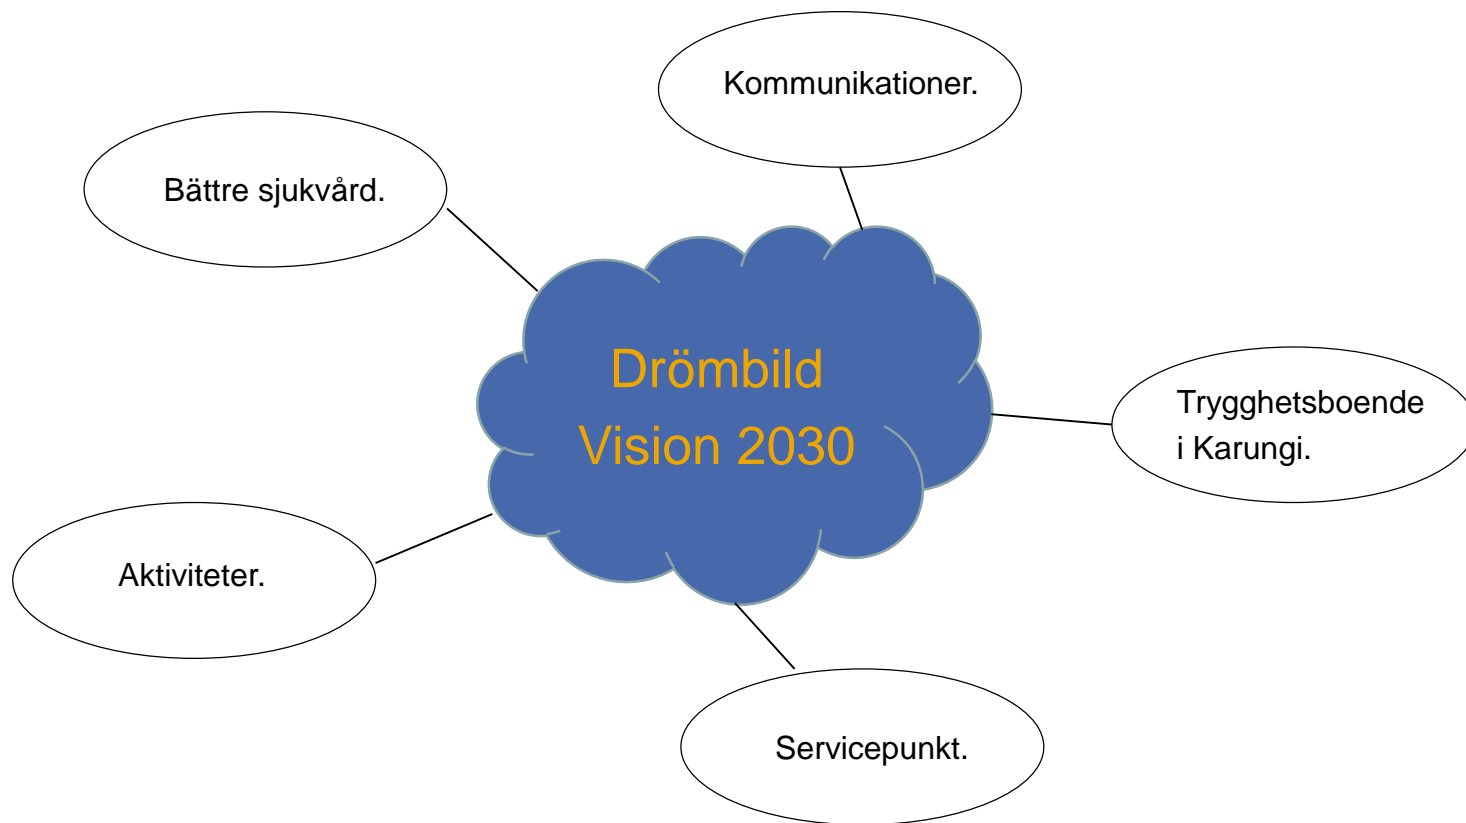 Kommunikationer.
Bättre sjukvård.
Drömbild
Vision 2030
Trygghetsboende
i Karungi.
Aktiviteter.
Servicepunkt.